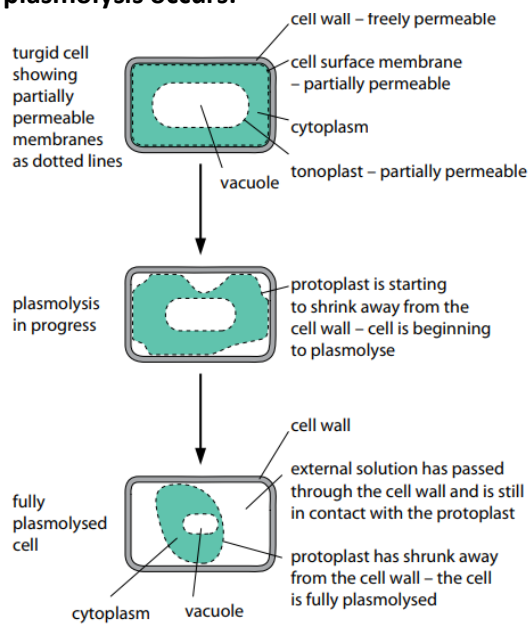 plasmolysis occurs.
cell wall – freely permeable
turgid cell
showing
partially
permeable
membranes
as dotted lines
cell surface membrane
– partially permeable
cytoplasm
tonoplast – partially permeable
vacuole
plasmolysis
in progress
protoplast is starting
to shrink away from the
cell wall – cell is beginning
to plasmolyse
cell wall
fully
plasmolysed
cell
external solution has passed
through the cell wall and is still
in contact with the protoplast
protoplast has shrunk away
from the cell wall – the cell
is fully plasmolysed
cytoplasm
vacuole